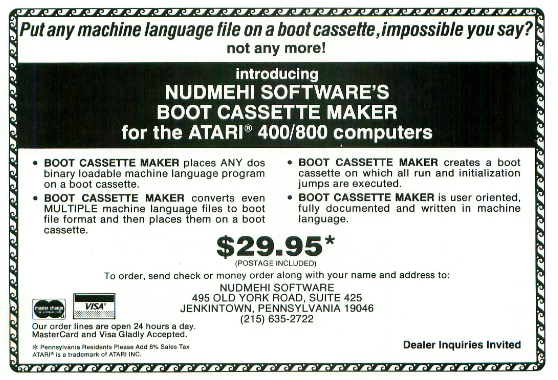 Put any machine language file on a boot cassette, impossible you say?
not any more!
introducing
NUDMEHI SOFTWARE'S
BOOT CASSETTE MAKER
for the ATARI® 400/800 computers
• BOOT CASSETTE MAKER places ANY dos
binary loadable machine language program
on a boot cassette.
• BOOT CASSETTE MAKER converts even
MULTIPLE machine language files to boot
file format and then places them on a boot
cassette.
• BOOT CASSETTE MAKER creates a boot
cassette on which all run and initialization
jumps are executed.
• BOOT CASSETTE MAKER is user oriented,
fully documented and written in machine
language.
$29.95*
(POSTAGE INCLUDED)
To order, send check or money order along with your name and address to:
NUDMEHI SOFTWARE
495 OLD YORK ROAD, SUITE 425
JENKINTOWN, PENNSYLVANIA 19046
(215) 635-2722
master charge
VISA®
Our order lines are open 24 hours a day.
MasterCard and Visa Gladly Accepted.
* Pennsylvania Residents Please Add 6% Sales Tax
ATARI® is a trademark of ATARI INC.
Dealer Inquiries Invited